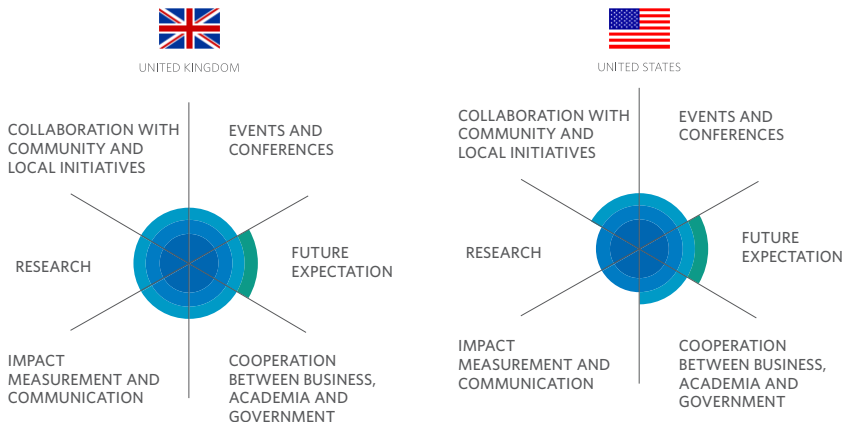 UNITED KINGDOM
COLLABORATION WITH
COMMUNITY AND
LOCAL INITIATIVES
EVENTS AND
CONFERENCES
RESEARCH
FUTURE
EXPECTATION
IMPACT
MEASUREMENT AND
COMMUNICATION
COOPERATION
BETWEEN BUSINESS,
ACADEMIA AND
GOVERNMENT
UNITED STATES
COLLABORATION WITH
COMMUNITY AND
LOCAL INITIATIVES
EVENTS AND
CONFERENCES
RESEARCH
FUTURE
EXPECTATION
IMPACT
MEASUREMENT AND
COMMUNICATION
COOPERATION
BETWEEN BUSINESS,
ACADEMIA AND
GOVERNMENT